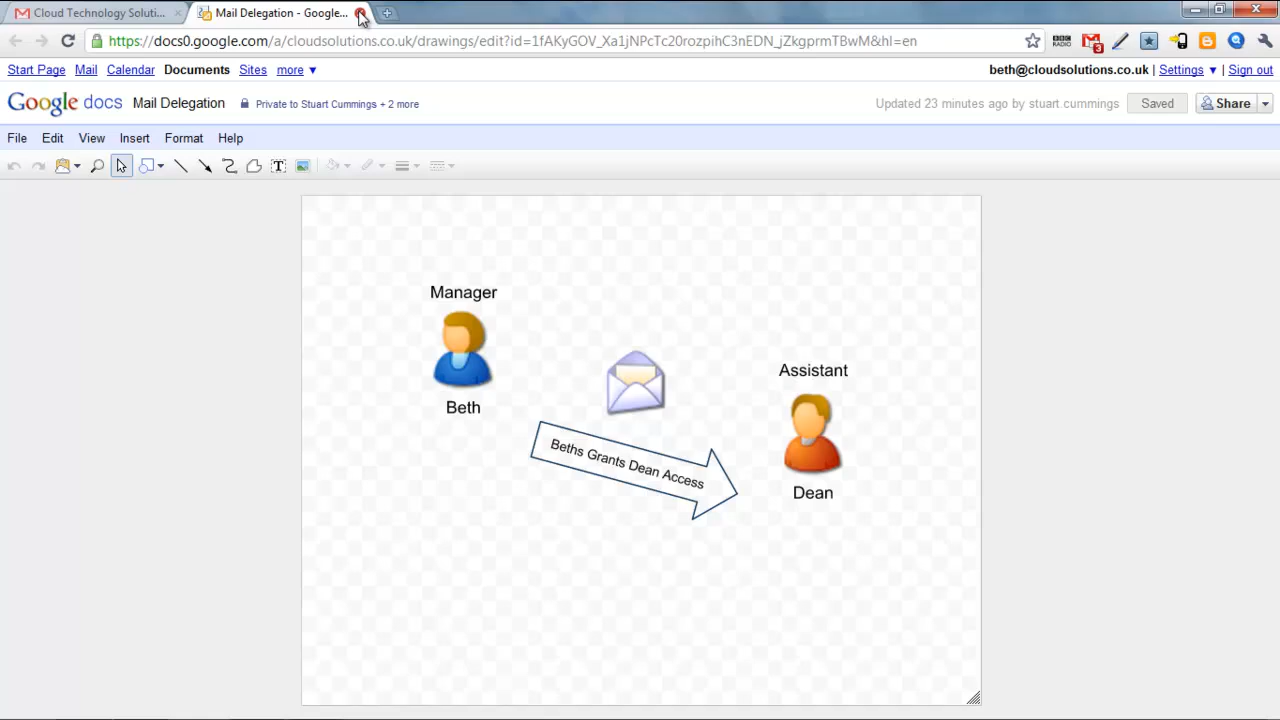 Cloud Technology Soluti...
Mail Delegation - Google...
https://docs0.google.com/a/cloudsolutions.co.uk/drawings/edit?id=1fAKyGOV_Xa1jNPcTc20rozpihC3nEDN_jZkgprmTBwM&hl=en
BBC
RADIO
3
Start Page Mail Calendar Documents Sites more ▼
beth@cloudsolutions.co.uk | Settings ▼ | Sign out
Google docs Mail Delegation Private to Stuart Cummings + 2 more
Updated 23 minutes ago by stuart.cummings Saved Share
File Edit View Insert Format Help
T
Manager
Beth
Beths Grants Dean Access
Assistant
Dean